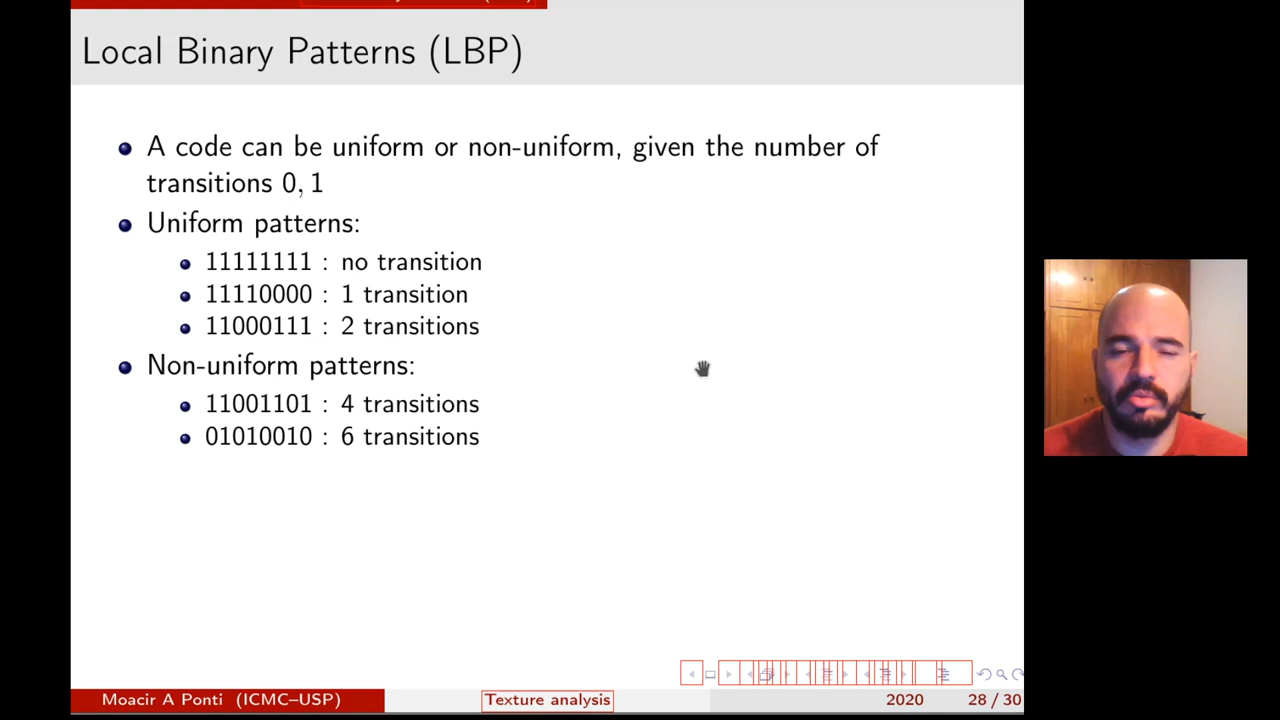 Local Binary Patterns (LBP)
A code can be uniform or non-uniform, given the number of
transitions 0, 1
Uniform patterns:
11111111 : no transition
11110000 : 1 transition
11000111 : 2 transitions
Non-uniform patterns:
11001101 : 4 transitions
01010010 : 6 transitions
Moacir A Ponti (ICMC–USP) Texture analysis 2020 28 / 30